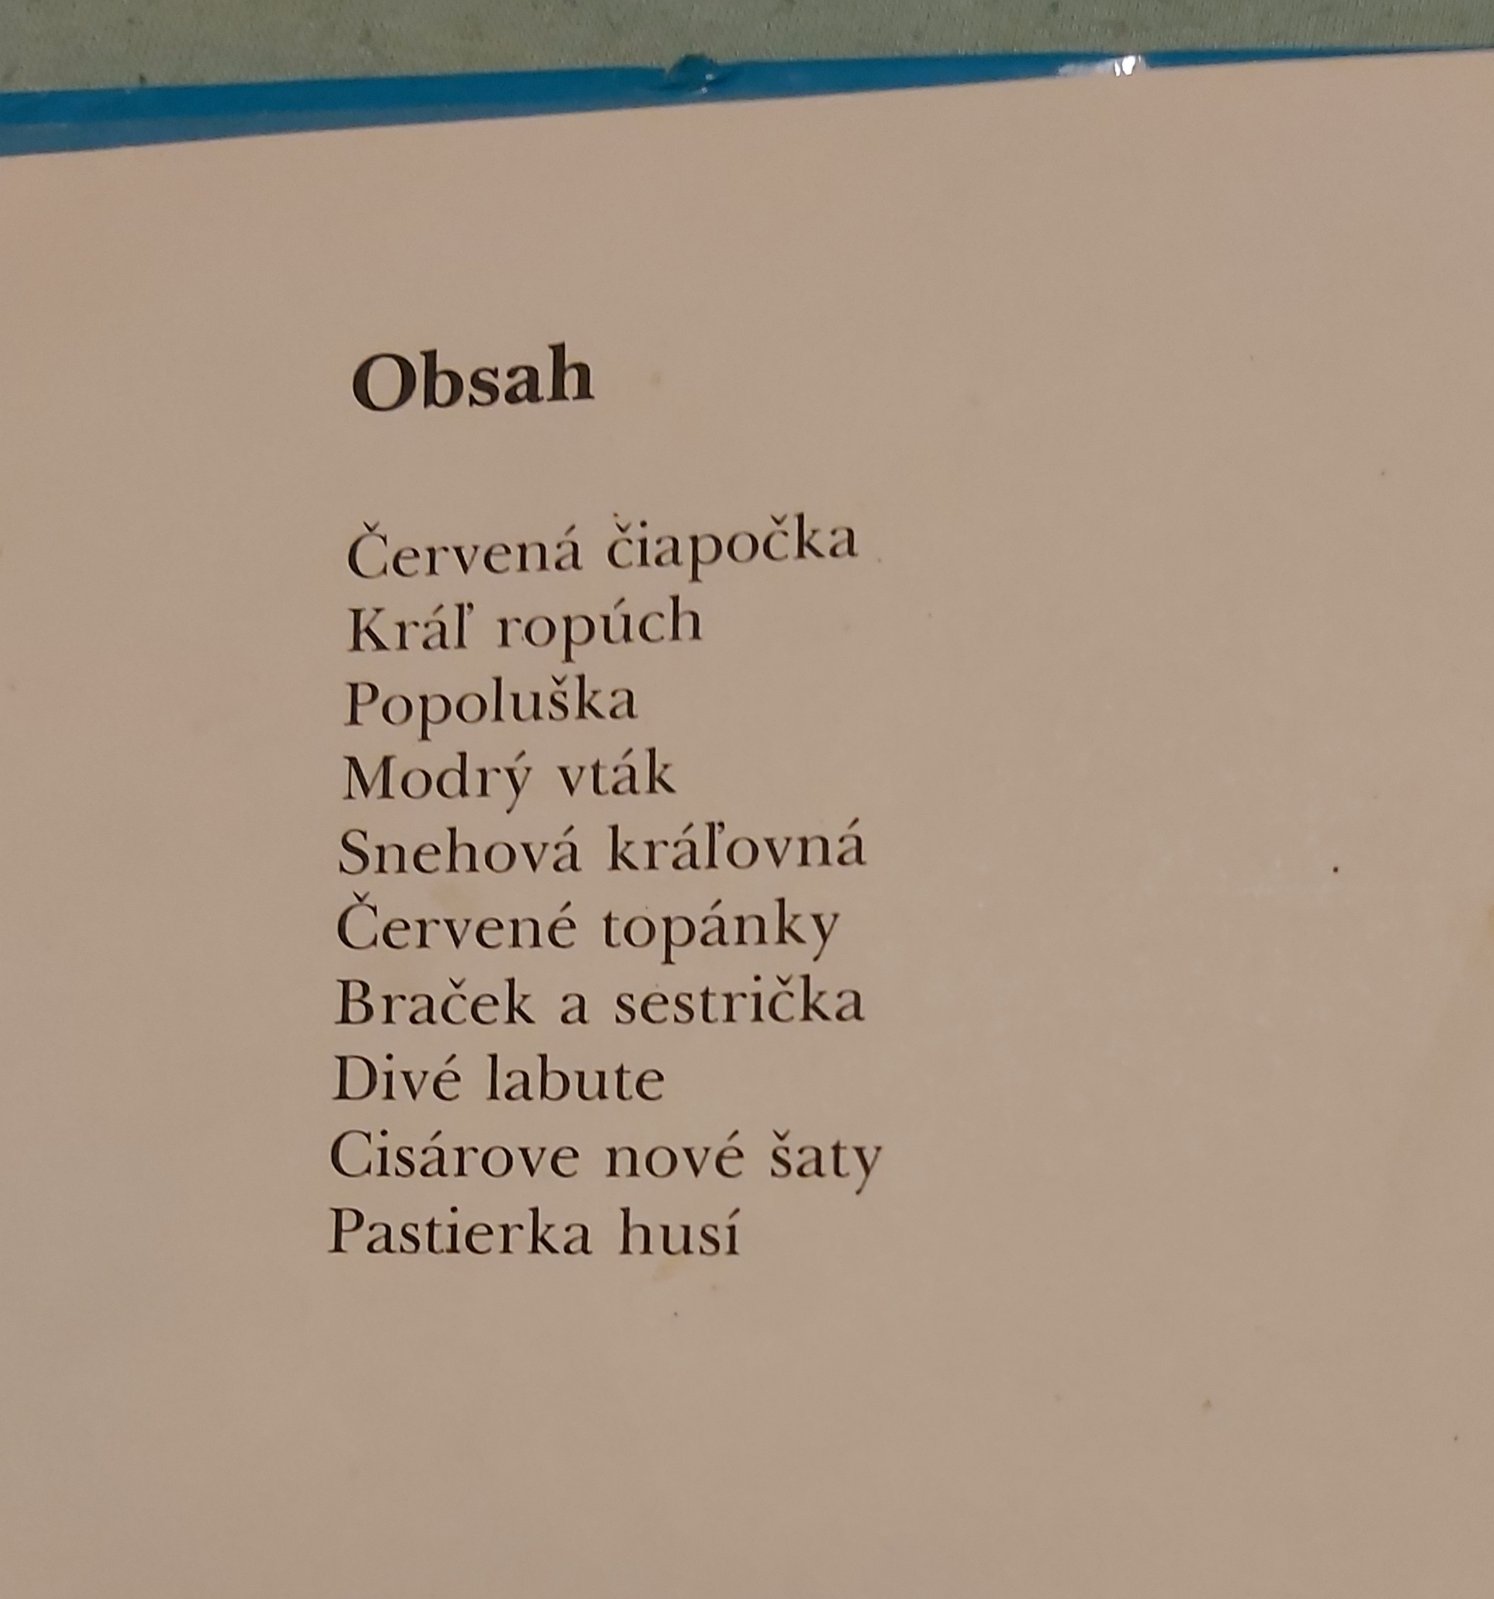 Obsah
Červená čiapočka
Kráľ ropúch
Popoluška
Modrý vták
Snehová kráľovná
Červené topánky
Braček a sestrička
Divé labute
Cisárove nové šaty
Pastierka husí